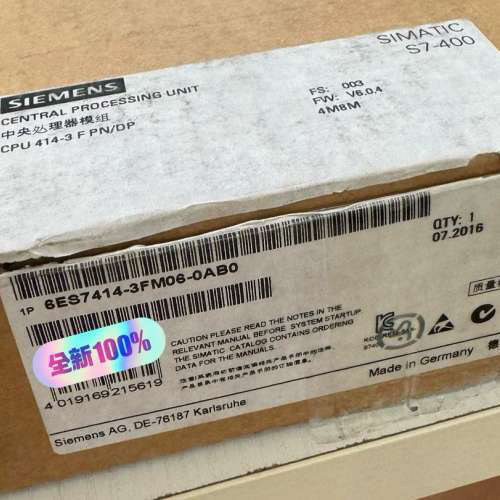 SIEMENS
SIMATIC
S7-400
CENTRAL PROCESSING UNIT
中央处理器模组
CPU 414-3 F PN/DP
FS: 003
FW: V6.0.4
4M8M
QTY: 1
07.2016
1P 6ES7414-3FM06-0AB0
CAUTION PLEASE READ THE NOTES IN THE
RELEVANT MANUAL BEFORE SYSTEM STARTUP
THE SIMATIC CATALOG CONTAINS ORDERING
DATA FOR THE MANUALS.
全新100%
4 019169 215619
Siemens AG, DE-76187 Karlsruhe
Made in Germany
德